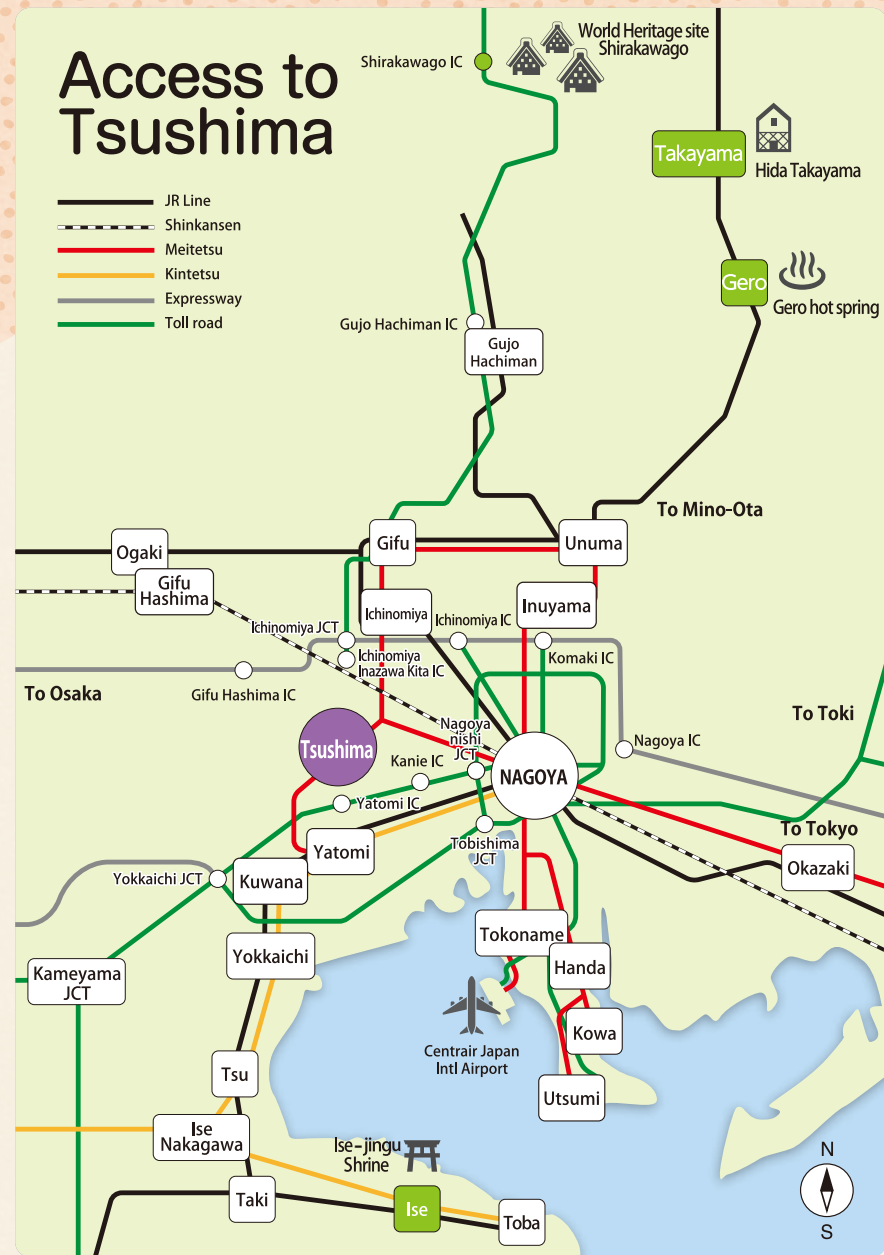 Access to
Tsushima
JR Line
Shinkansen
Meitetsu
Kintetsu
Expressway
Toll road
World Heritage site
Shirakawago
Shirakawago IC
Takayama
Hida Takayama
Gero
Gero hot spring
Gujo Hachiman IC
Gujo
Hachiman
To Mino-Ota
Ogaki
Gifu
Unuma
Gifu
Hashima
Ichinomiya
Inuyama
Ichinomiya JCT
Ichinomiya IC
Ichinomiya
Inazawa Kita IC
Komaki IC
To Osaka
Gifu Hashima IC
To Toki
Tsushima
Nagoya
nishi
JCT
Nagoya IC
Kanie IC
NAGOYA
Yatomi IC
To Tokyo
Yatomi
Tobishima
JCT
Okazaki
Yokkaichi JCT
Kuwana
Tokoname
Yokkaichi
Handa
Kameyama
JCT
Kowa
Centrair Japan
Intl Airport
Tsu
Utsumi
Ise
Nakagawa
Ise-jingu
Shrine
N
S
Taki
Ise
Toba